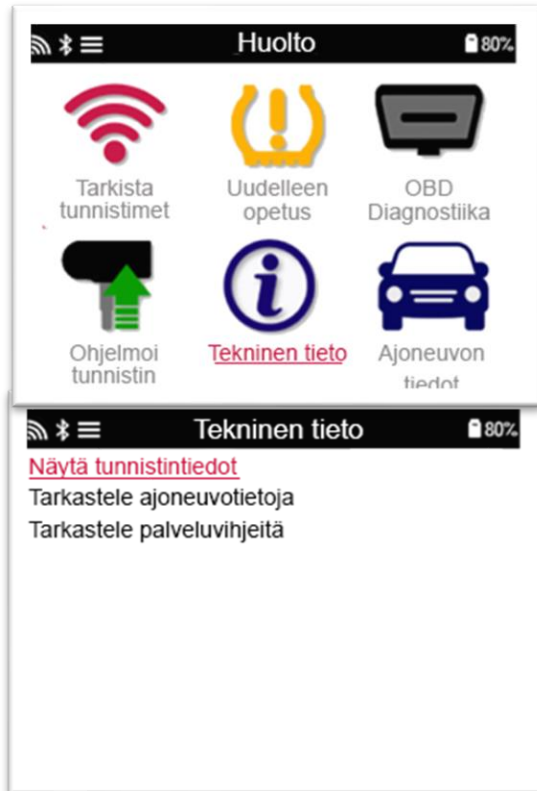 Huolto
80%
Tarkista
tunnistimet
Uudelleen
opetus
OBD
Diagnostiika
Ohjelmoi
tunnistin
Tekninen tieto
Ajoneuvon
tiedot
Tekninen tieto
80%
Näytä tunnistintiedot
Tarkastele ajoneuvotietoja
Tarkastele palveluvihjeitä